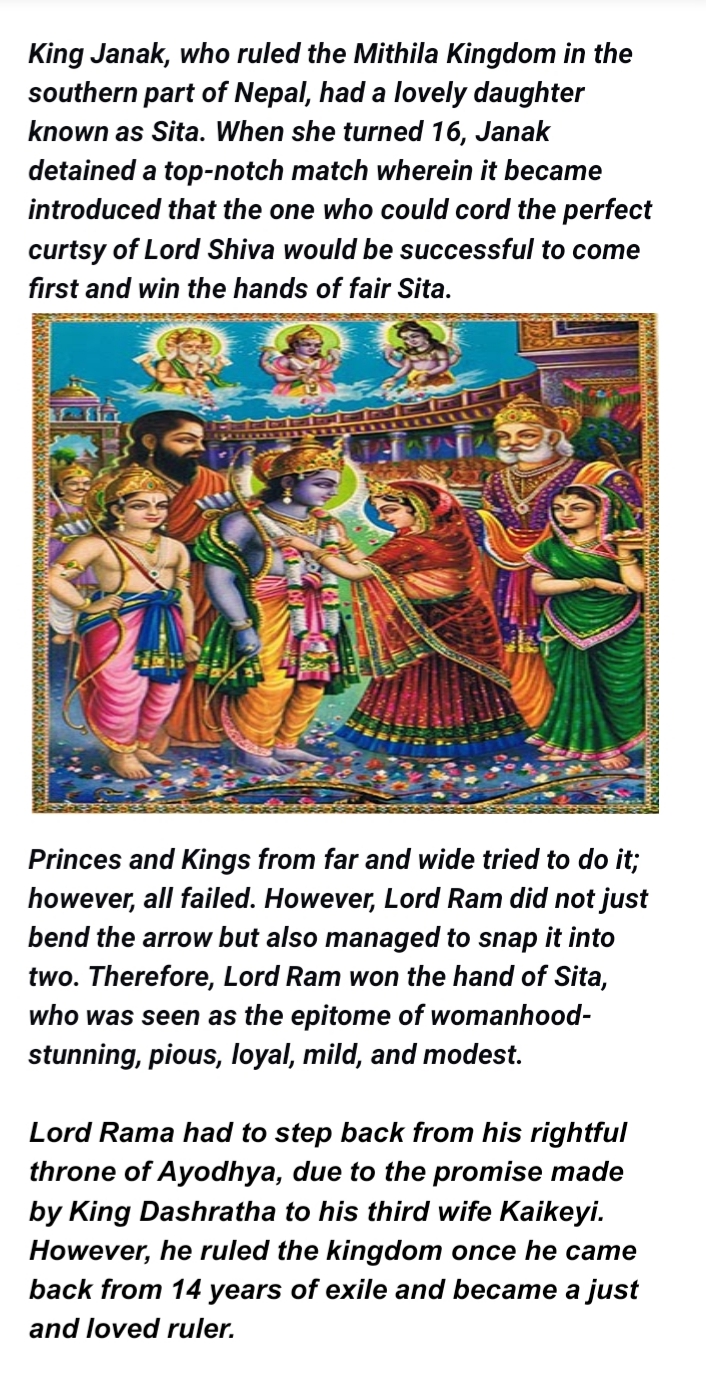 King Janak, who ruled the Mithila Kingdom in the
southern part of Nepal, had a lovely daughter
known as Sita. When she turned 16, Janak
detained a top-notch match wherein it became
introduced that the one who could cord the perfect
curtsy of Lord Shiva would be successful to come
first and win the hands of fair Sita.
Princes and Kings from far and wide tried to do it;
however, all failed. However, Lord Ram did not just
bend the arrow but also managed to snap it into
two. Therefore, Lord Ram won the hand of Sita,
who was seen as the epitome of womanhood-
stunning, pious, loyal, mild, and modest.
Lord Rama had to step back from his rightful
throne of Ayodhya, due to the promise made
by King Dashratha to his third wife Kaikeyi.
However, he ruled the kingdom once he came
back from 14 years of exile and became a just
and loved ruler.